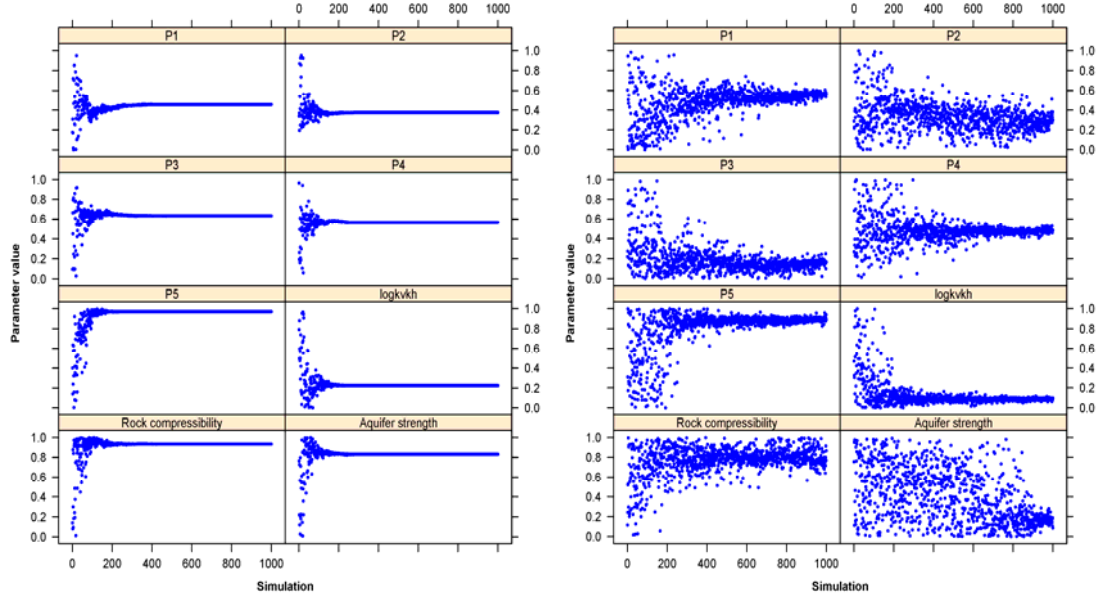 0 200 400 600 800 1000
0 200 400 600 800 1000
P1 P2
P1 P2
1.0 0.8 0.6 0.4 0.2 0.0
1.0 0.8 0.6 0.4 0.2 0.0
P3 P4
P3 P4
1.0 0.8 0.6 0.4 0.2 0.0
1.0 0.8 0.6 0.4 0.2 0.0
P5 logkvkh
P5 logkvkh
1.0 0.8 0.6 0.4 0.2 0.0
1.0 0.8 0.6 0.4 0.2 0.0
Rock compressibility Aquifer strength
Rock compressibility Aquifer strength
1.0 0.8 0.6 0.4 0.2 0.0
1.0 0.8 0.6 0.4 0.2 0.0
Parameter value
Parameter value
0 200 400 600 800 1000
0 200 400 600 800 1000
Simulation
Simulation